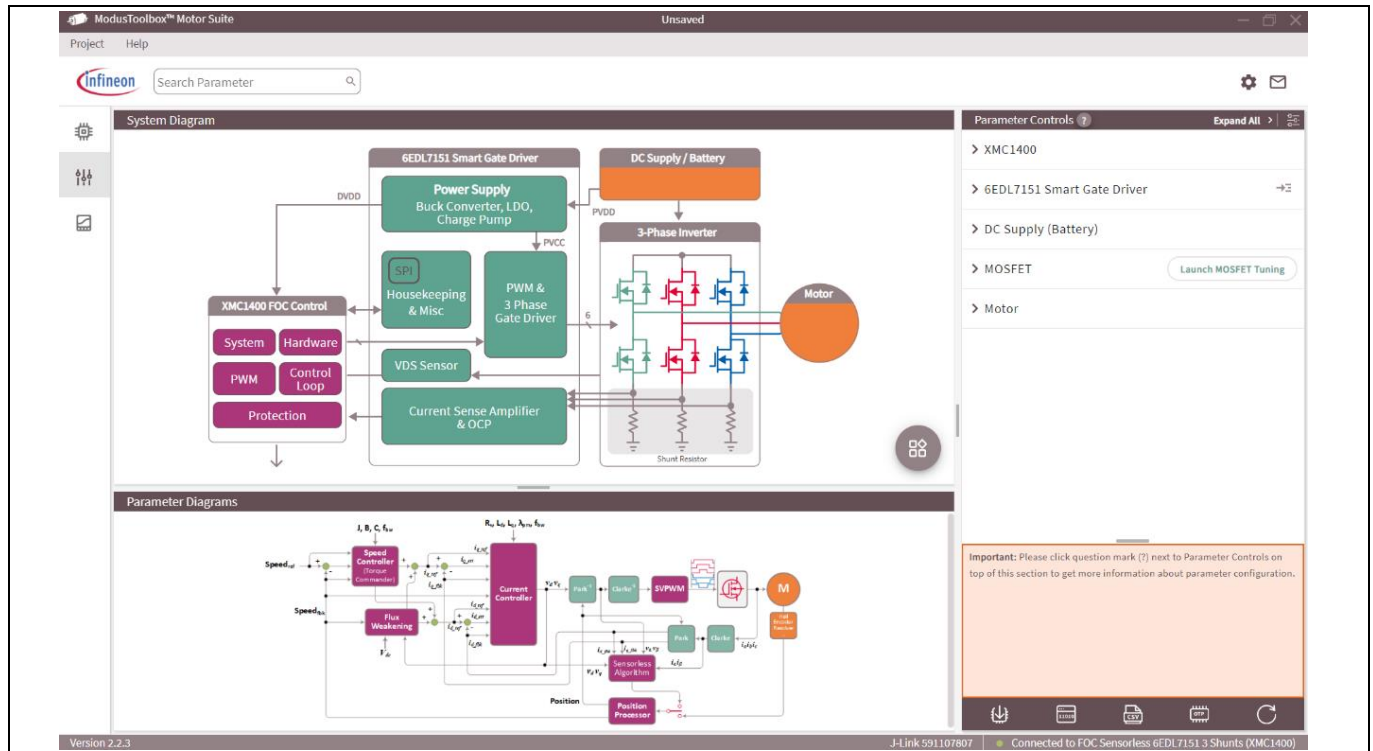 ModusToolbox™ Motor Suite
Unsaved
Project Help
infineon
Search Parameter
System Diagram
6EDL7151 Smart Gate Driver
DC Supply / Battery
Power Supply
Buck Converter, LDO,
Charge Pump
DVDD
PVDD
PVCC
3-Phase Inverter
SPI
Housekeeping
& Misc
PWM &
3 Phase
Gate Driver
6
Motor
XMC1400 FOC Control
System
Hardware
PWM
Control
Loop
Protection
VDS Sensor
Current Sense Amplifier
& OCP
Shunt Resistor
Parameter Controls ?
Expand All >
> XMC1400
> 6EDL7151 Smart Gate Driver
> DC Supply (Battery)
> MOSFET
Launch MOSFET Tuning
> Motor
Parameter Diagrams
Speed
Controller
(Torque
Commander)
Flux
Weakening
Current
Controller
Park
Clarke
SVPWM
M
Park
Clarke
Sensorless
Algorithm
Position
Position
Processor
Important: Please click question mark (?) next to Parameter Controls on
top of this section to get more information about parameter configuration.
CSV
OTP
Version 2.2.3
J-Link 591107807
Connected to FOC Sensorless 6EDL7151 3 Shunts (XMC1400)